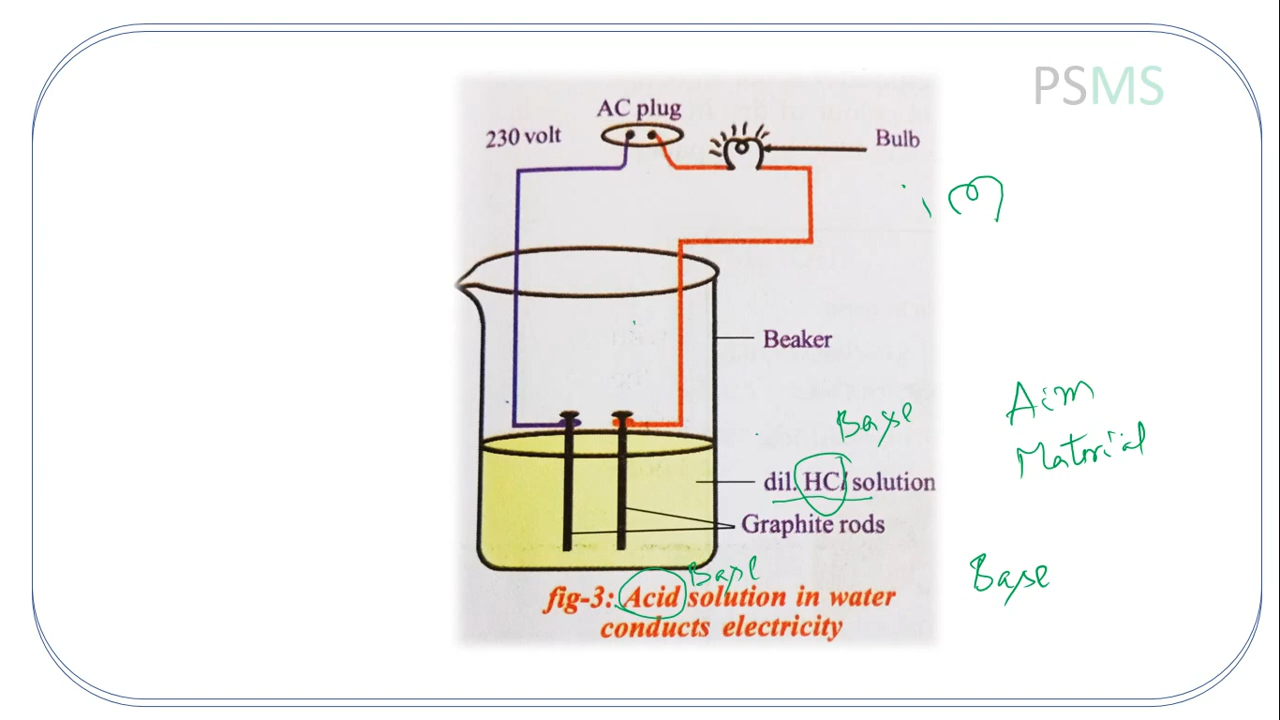 PSMS
AC plug
230 volt
Bulb
Beaker
Base
Aim
Material
dil. HCl solution
Graphite rods
Base
Base
fig-3: Acid solution in water
conducts electricity